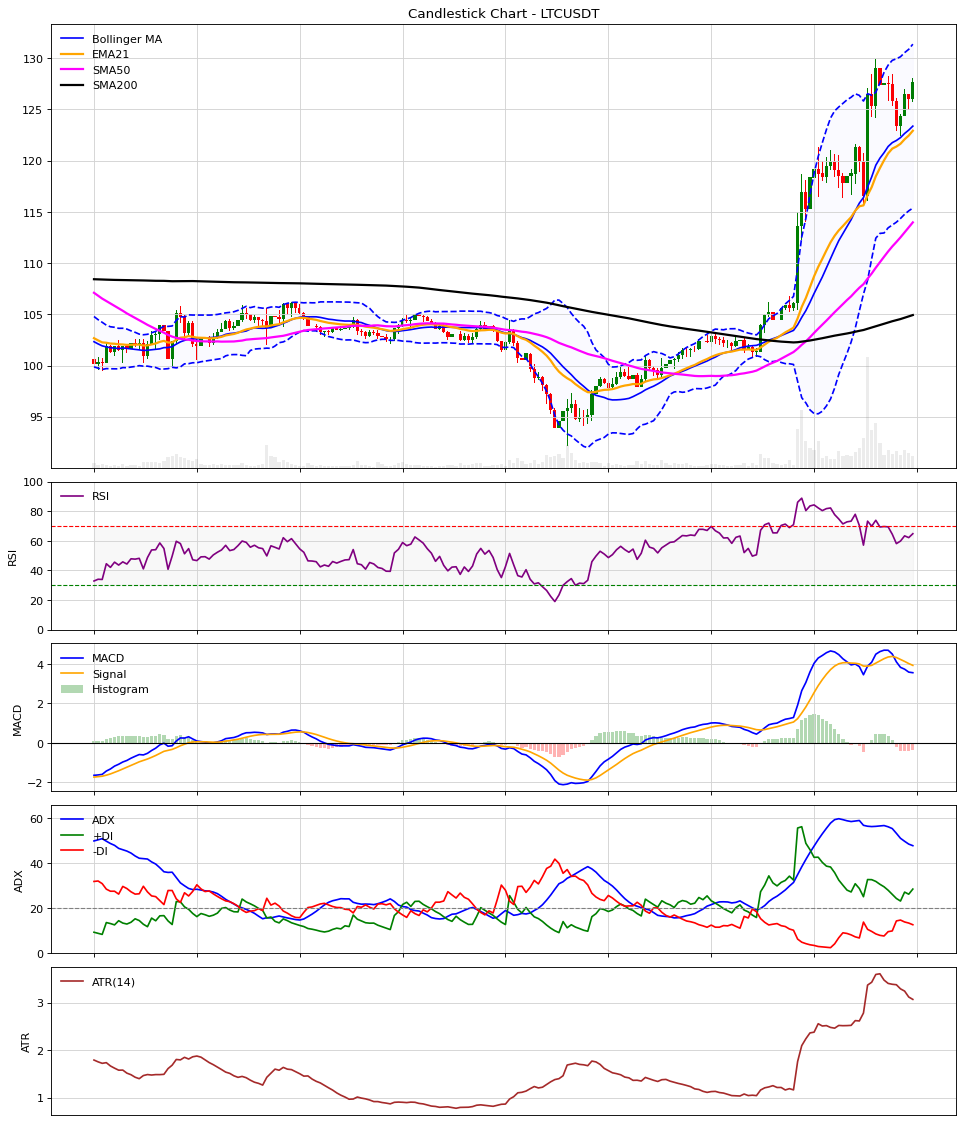 Candlestick Chart - LTCUSDT
Bollinger MA
EMA21
SMA50
SMA200
130
125
120
115
110
105
100
95
RSI
100
80
60
40
20
0
RSI
MACD
Signal
Histogram
4
2
0
−2
MACD
ADX
+DI
-DI
60
40
20
0
ADX
ATR(14)
3
2
1
ATR